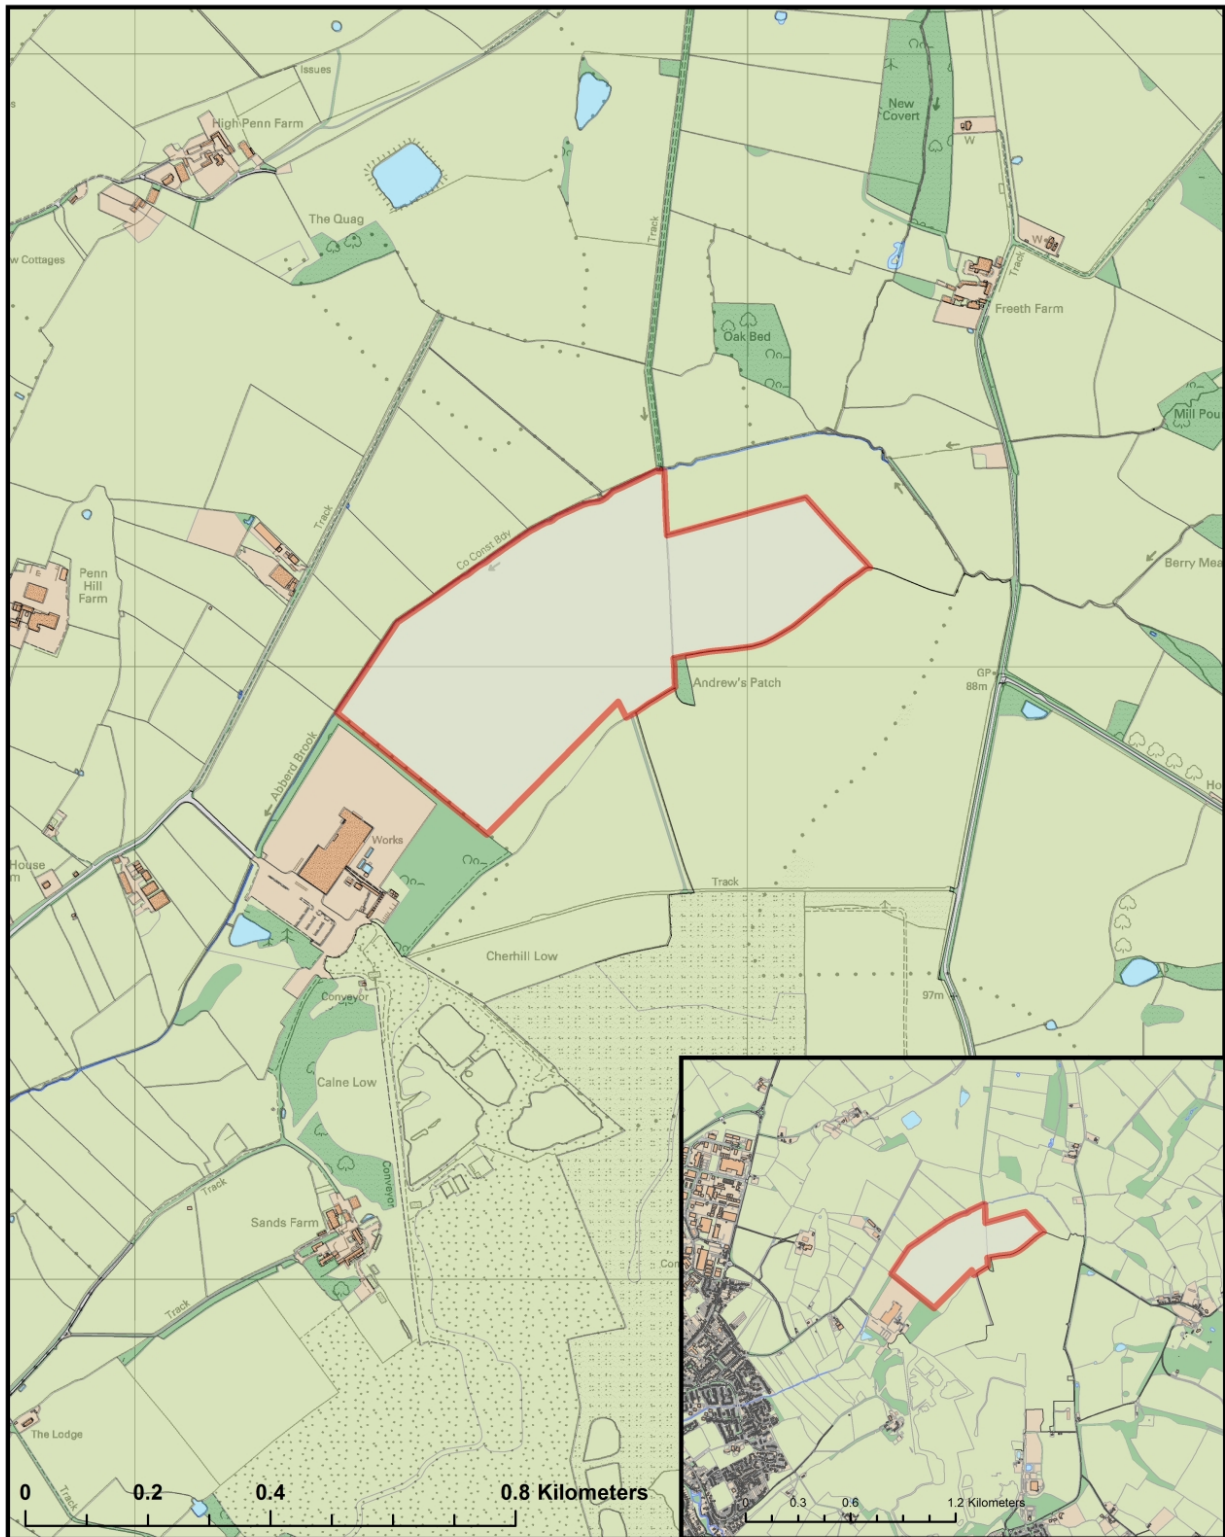 Issues
High Penn Farm
New
Covert
W
The Quag
Track
W
Track
w Cottages
Freeth Farm
Oak Bed
Mill Pou
Track
Co Const Bdy
Penn
Hill
Farm
Berry Mea
GP
88m
Andrew's Patch
Abberd Brook
Works
Ho
House
m
Track
Cherhill Low
Conveyor
97m
Calne Low
Conveyor
Track
Sands Farm
Con
Track
The Lodge
Track
0 0.2 0.4 0.8 Kilometers
0 0.3 0.6 1.2 Kilometers